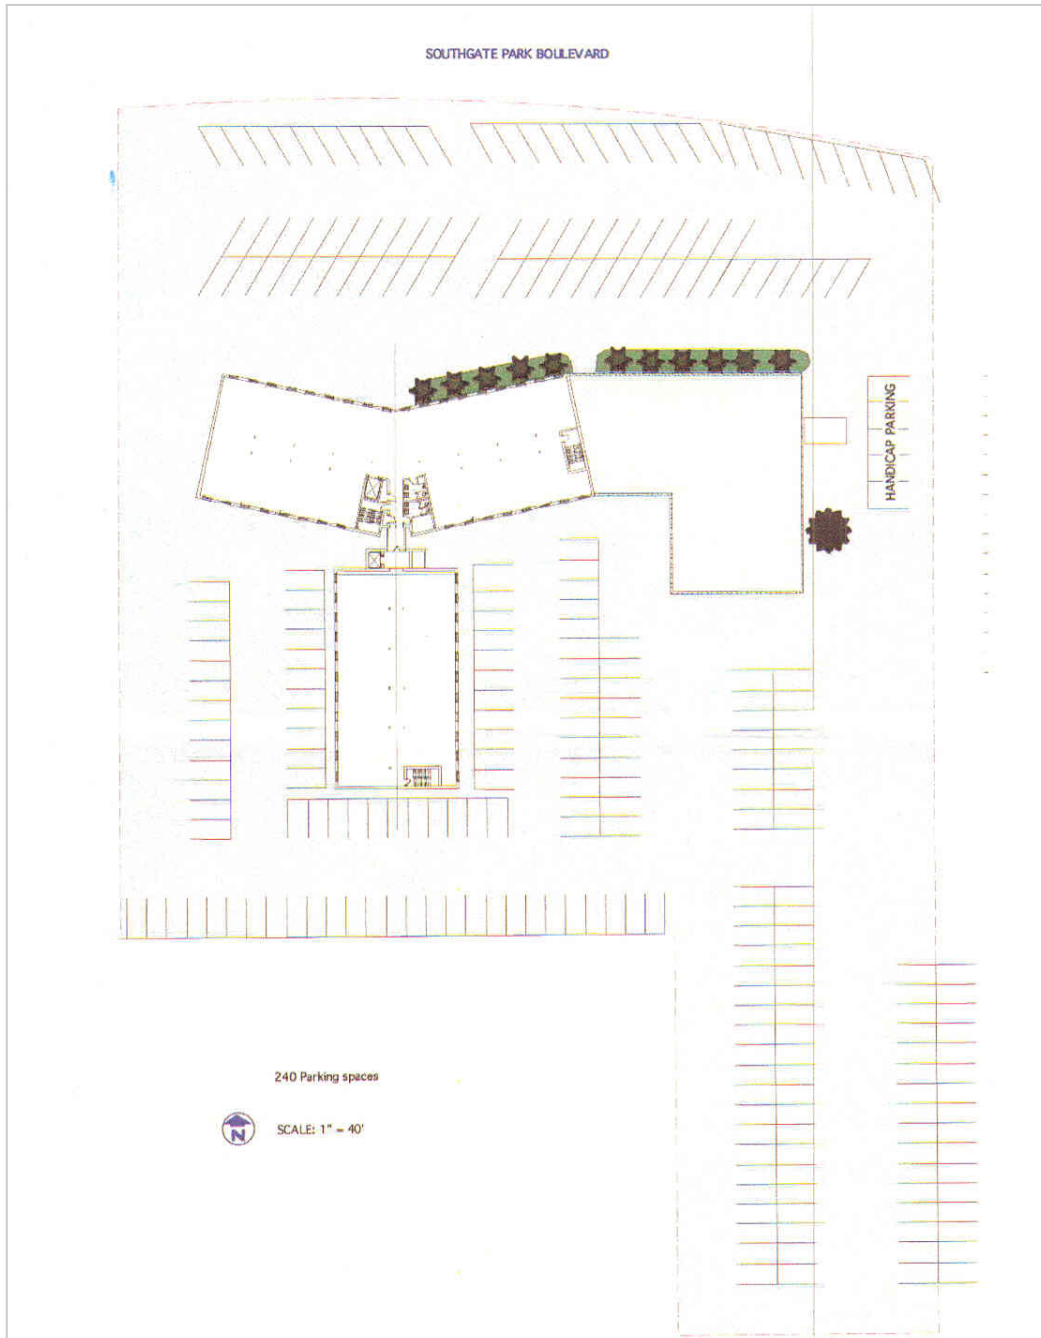 SOUTHGATE PARK BOULEVARD
HANDICAP PARKING
240 Parking spaces
N
SCALE: 1" = 40'